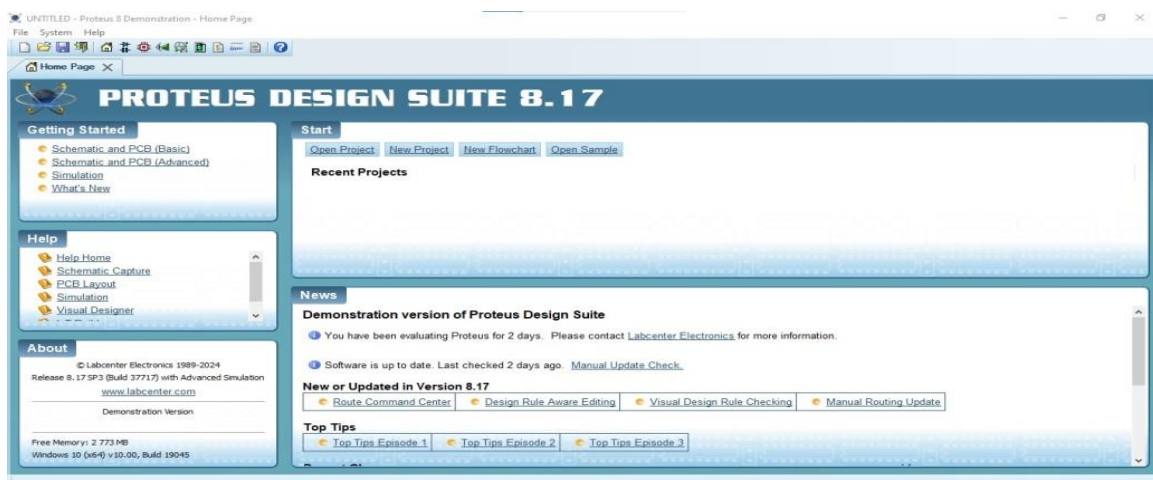 UNTITLED - Proteus 8 Demonstration - Home Page
File System Help
Home Page
PROTEUS DESIGN SUITE 8.17
Getting Started
Schematic and PCB (Basic)
Schematic and PCB (Advanced)
Simulation
What's New
Help
Help Home
Schematic Capture
PCB Layout
Simulation
Visual Designer
About
© Labcenter Electronics 1989-2024
Release 8.17 SP3 (Build 37717) with Advanced Simulation
www.labcenter.com
Demonstration Version
Free Memory: 2 773 MB
Windows 10 (x64) v10.00, Build 19045
Start
Open Project New Project New Flowchart Open Sample
Recent Projects
News
Demonstration version of Proteus Design Suite
You have been evaluating Proteus for 2 days. Please contact Labcenter Electronics for more information.
Software is up to date. Last checked 2 days ago. Manual Update Check.
New or Updated in Version 8.17
Route Command Center Design Rule Aware Editing Visual Design Rule Checking Manual Routing Update
Top Tips
Top Tips Episode 1 Top Tips Episode 2 Top Tips Episode 3